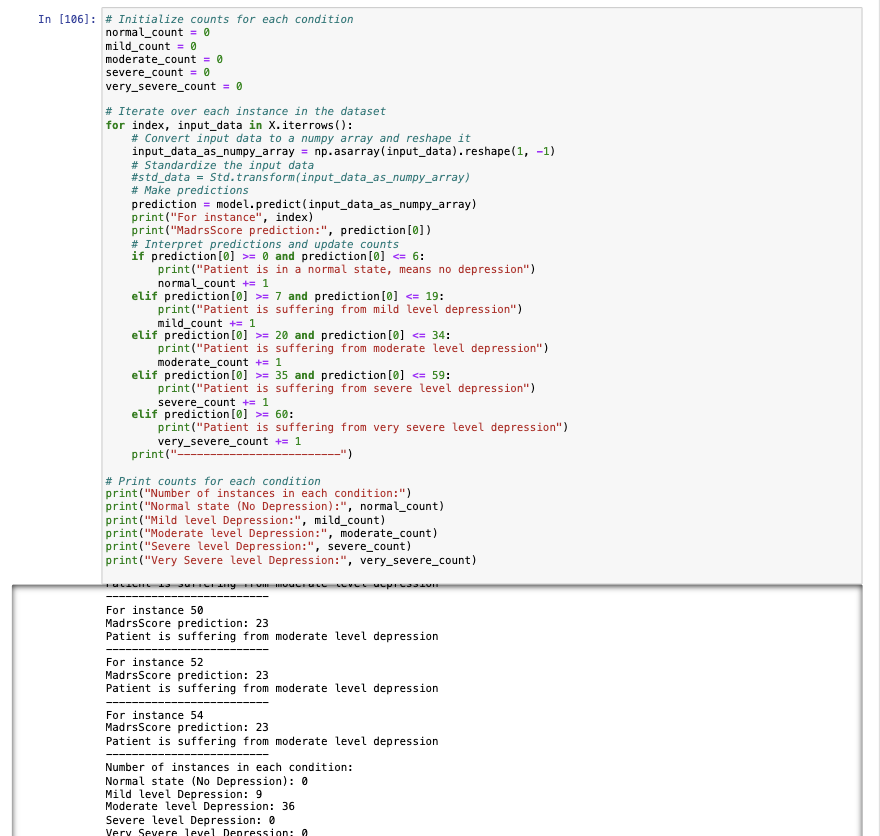 In [106]:
# Initialize counts for each condition
normal_count = 0
mild_count = 0
moderate_count = 0
severe_count = 0
very_severe_count = 0

# Iterate over each instance in the dataset
for index, input_data in X.iterrows():
    # Convert input data to a numpy array and reshape it
    input_data_as_numpy_array = np.asarray(input_data).reshape(1, -1)
    # Standardize the input data
    #std_data = Std.transform(input_data_as_numpy_array)
    # Make predictions
    prediction = model.predict(input_data_as_numpy_array)
    print("For instance", index)
    print("MadrsScore prediction:", prediction[0])
    # Interpret predictions and update counts
    if prediction[0] >= 0 and prediction[0] <= 6:
        print("Patient is in a normal state, means no depression")
        normal_count += 1
    elif prediction[0] >= 7 and prediction[0] <= 19:
        print("Patient is suffering from mild level depression")
        mild_count += 1
    elif prediction[0] >= 20 and prediction[0] <= 34:
        print("Patient is suffering from moderate level depression")
        moderate_count += 1
    elif prediction[0] >= 35 and prediction[0] <= 59:
        print("Patient is suffering from severe level depression")
        severe_count += 1
    elif prediction[0] >= 60:
        print("Patient is suffering from very severe level depression")
        very_severe_count += 1
    print("-------------------------")

# Print counts for each condition
print("Number of instances in each condition:")
print("Normal state (No Depression):", normal_count)
print("Mild level Depression:", mild_count)
print("Moderate level Depression:", moderate_count)
print("Severe level Depression:", severe_count)
print("Very Severe level Depression:", very_severe_count)
Patient is suffering from moderate level depression
-------------------------
For instance 50
MadrsScore prediction: 23
Patient is suffering from moderate level depression
-------------------------
For instance 52
MadrsScore prediction: 23
Patient is suffering from moderate level depression
-------------------------
For instance 54
MadrsScore prediction: 23
Patient is suffering from moderate level depression
-------------------------
Number of instances in each condition:
Normal state (No Depression): 0
Mild level Depression: 9
Moderate level Depression: 36
Severe level Depression: 0
Very Severe level Depression: 0